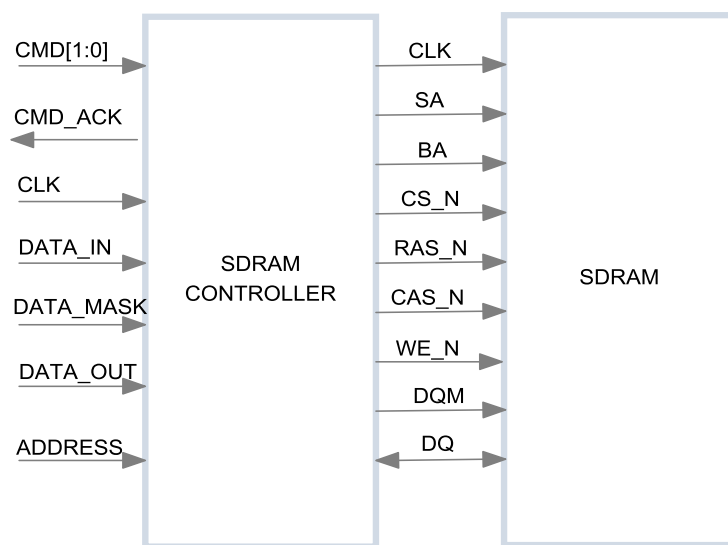 CMD[1:0]
CMD_ACK
CLK
DATA_IN
DATA_MASK
DATA_OUT
ADDRESS
SDRAM
CONTROLLER
CLK
SA
BA
CS_N
RAS_N
CAS_N
WE_N
DQM
DQ
SDRAM